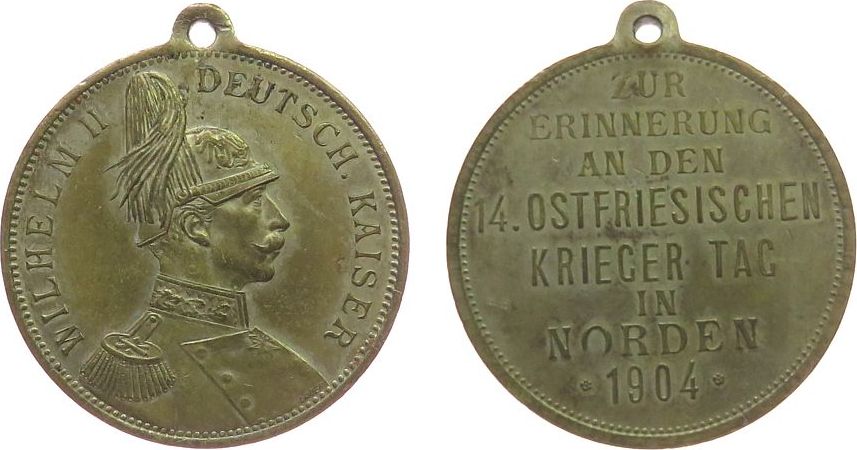 WILHELM II DEUTSCH. KAISER
ZUR
ERINNERUNG
AN DEN
14. OSTFRIESISCHEN
KRIEGER TAG
IN
NORDEN
1904